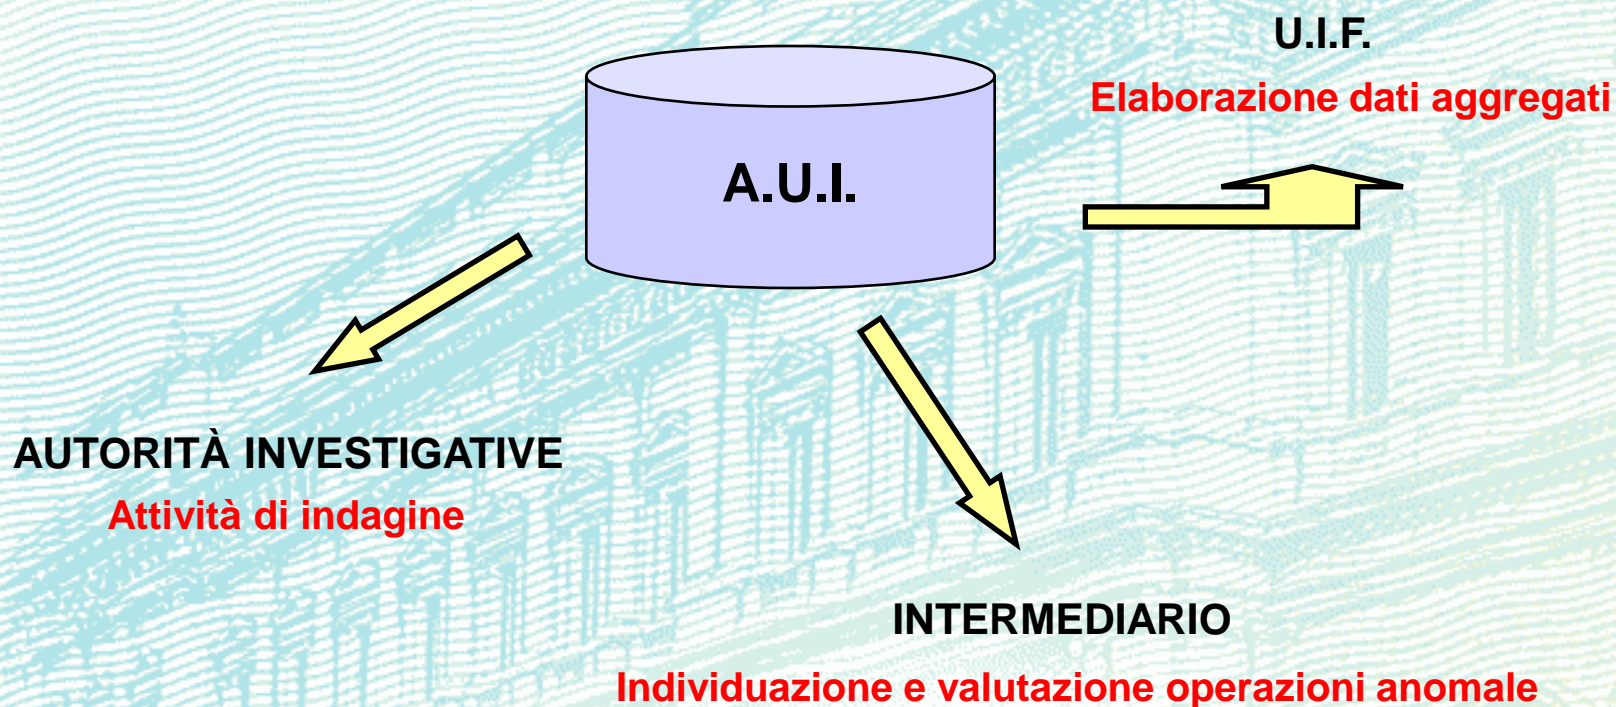 U.I.F.
Elaborazione dati aggregati
A.U.I.
AUTORITÀ INVESTIGATIVE
Attività di indagine
INTERMEDIARIO
Individuazione e valutazione operazioni anomale